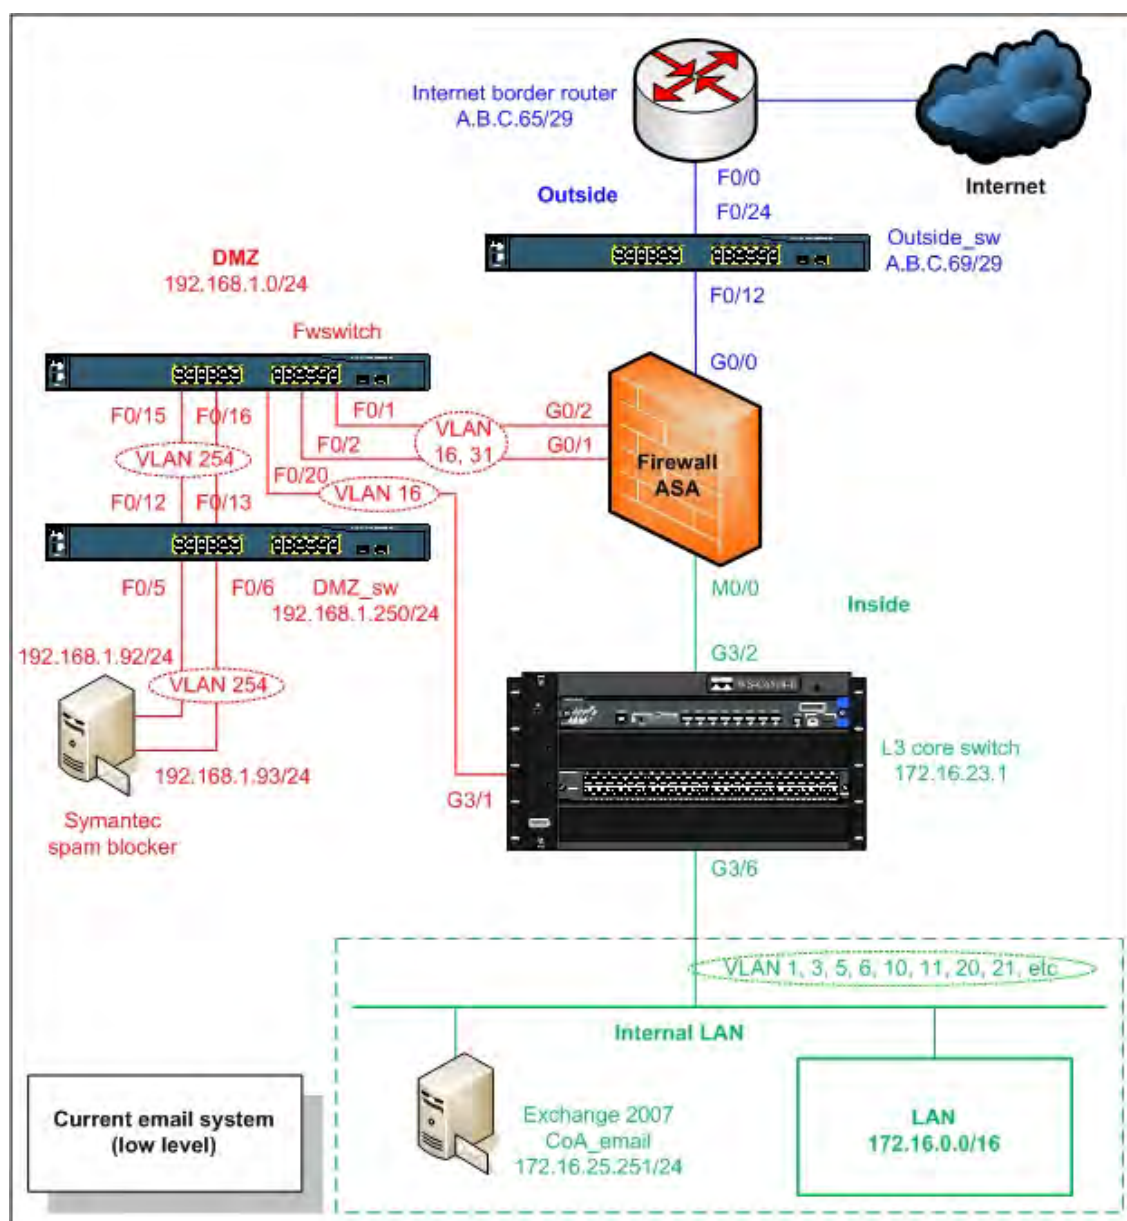 Internet border router
A.B.C.65/29
Internet
F0/0
F0/24
Outside
Outside_sw
A.B.C.69/29
F0/12
DMZ
192.168.1.0/24
Fwswitch
G0/0
F0/15
F0/16
F0/1
F0/2
F0/20
VLAN
16, 31
G0/2
G0/1
Firewall
ASA
VLAN 254
VLAN 16
F0/12
F0/13
F0/5
F0/6
DMZ_sw
192.168.1.250/24
M0/0
Inside
G3/2
192.168.1.92/24
VLAN 254
192.168.1.93/24
Symantec
spam blocker
G3/1
L3 core switch
172.16.23.1
G3/6
VLAN 1, 3, 5, 6, 10, 11, 20, 21, etc
Internal LAN
Exchange 2007
CoA_email
172.16.25.251/24
LAN
172.16.0.0/16
Current email system
(low level)